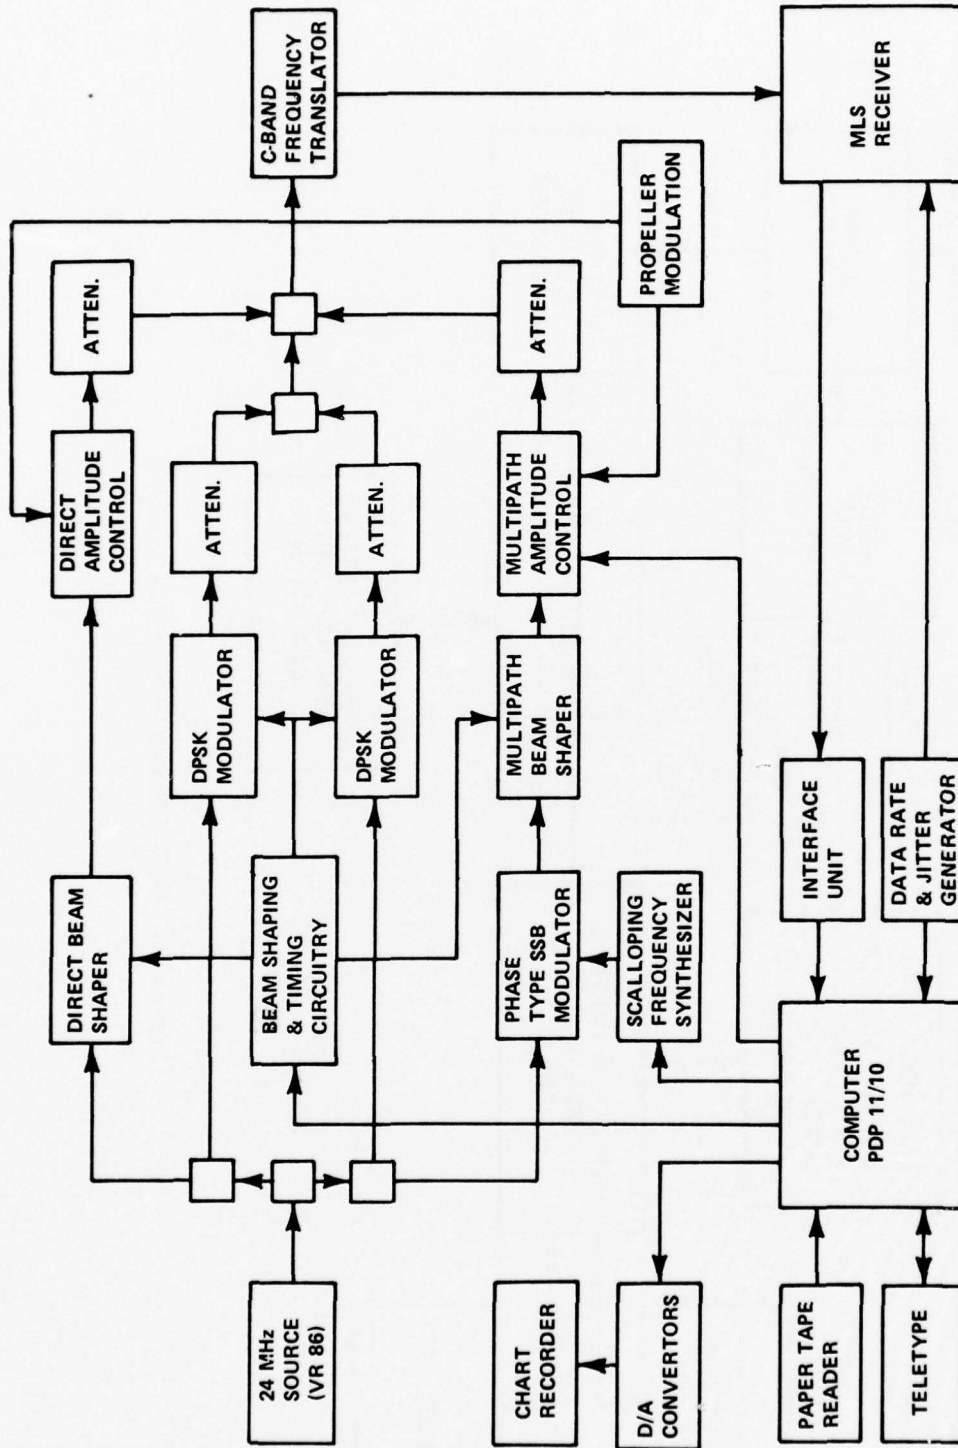 24 MHz
SOURCE
(VR 86)
DIRECT BEAM
SHAPER
DIRECT
AMPLITUDE
CONTROL
ATTEN.
DPSK
MODULATOR
ATTEN.
BEAM SHAPING
& TIMING
CIRCUITRY
DPSK
MODULATOR
ATTEN.
C-BAND
FREQUENCY
TRANSLATOR
PHASE
TYPE SSB
MODULATOR
MULTIPATH
BEAM
SHAPER
MULTIPATH
AMPLITUDE
CONTROL
ATTEN.
CHART
RECORDER
D/A
CONVERTORS
SCALLOPING
FREQUENCY
SYNTHESIZER
PROPELLER
MODULATION
PAPER TAPE
READER
TELETYPE
COMPUTER
PDP 11/10
INTERFACE
UNIT
DATA RATE
& JITTER
GENERATOR
MLS
RECEIVER